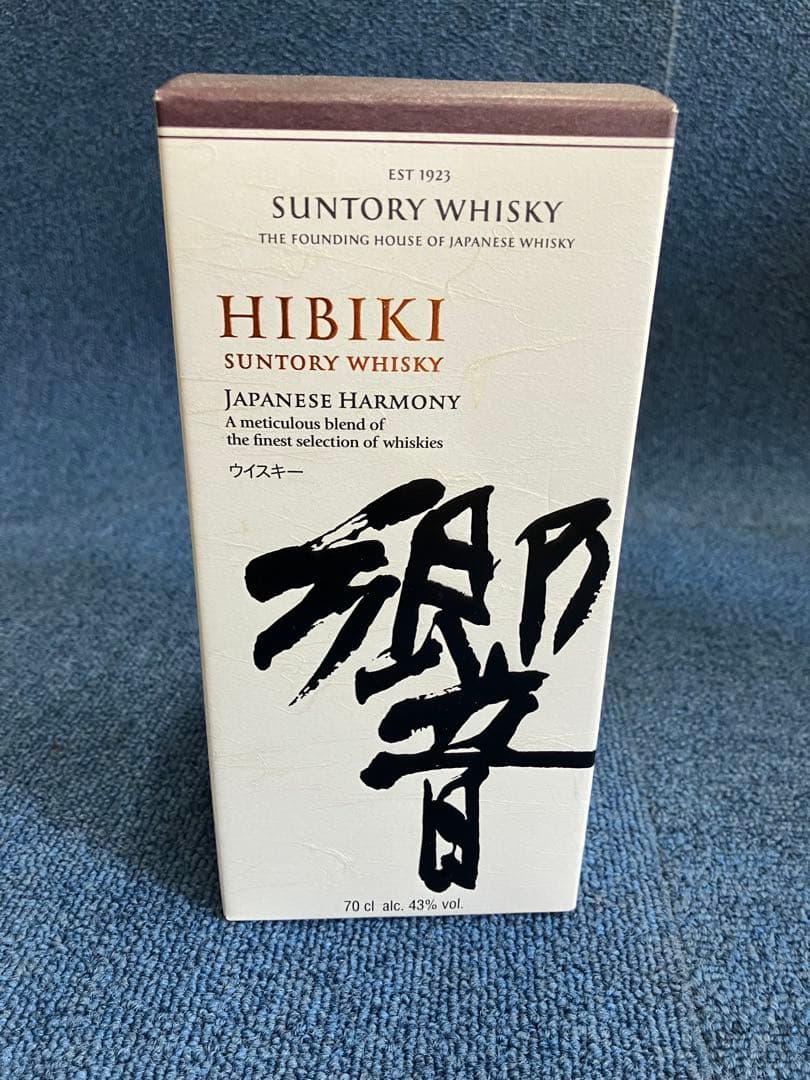 EST 1923
SUNTORY WHISKY
THE FOUNDING HOUSE OF JAPANESE WHISKY
HIBIKI
SUNTORY WHISKY
JAPANESE HARMONY
A meticulous blend of
the finest selection of whiskies
ウイスキー
響
70 cl alc. 43% vol.